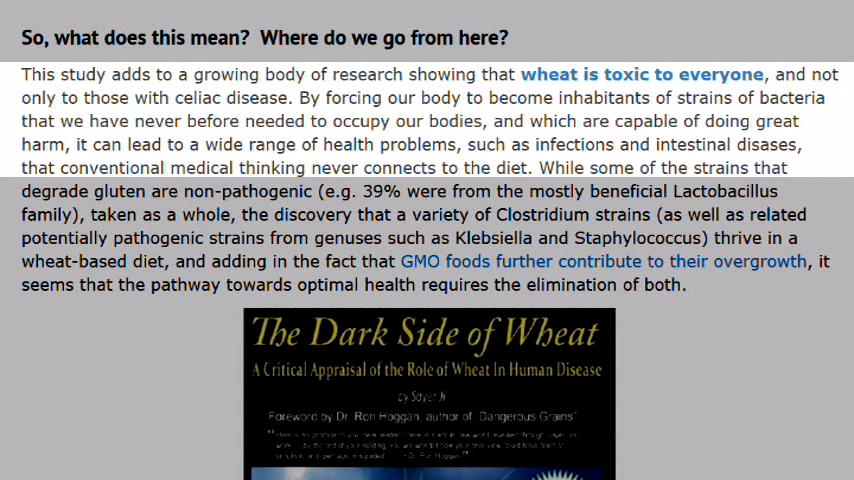 So, what does this mean?  Where do we go from here?
This study adds to a growing body of research showing that wheat is toxic to everyone, and not
only to those with celiac disease. By forcing our body to become inhabitants of strains of bacteria
that we have never before needed to occupy our bodies, and which are capable of doing great
harm, it can lead to a wide range of health problems, such as infections and intestinal disases,
that conventional medical thinking never connects to the diet. While some of the strains that
degrade gluten are non-pathogenic (e.g. 39% were from the mostly beneficial Lactobacillus
family), taken as a whole, the discovery that a variety of Clostridium strains (as well as related
potentially pathogenic strains from genuses such as Klebsiella and Staphylococcus) thrive in a
wheat-based diet, and adding in the fact that GMO foods further contribute to their overgrowth, it
seems that the pathway towards optimal health requires the elimination of both.
The Dark Side of Wheat
A Critical Appraisal of the Role of Wheat In Human Disease
by Sayer Ji
Foreword by Dr. Ron Hoggan, author of "Dangerous Grains"